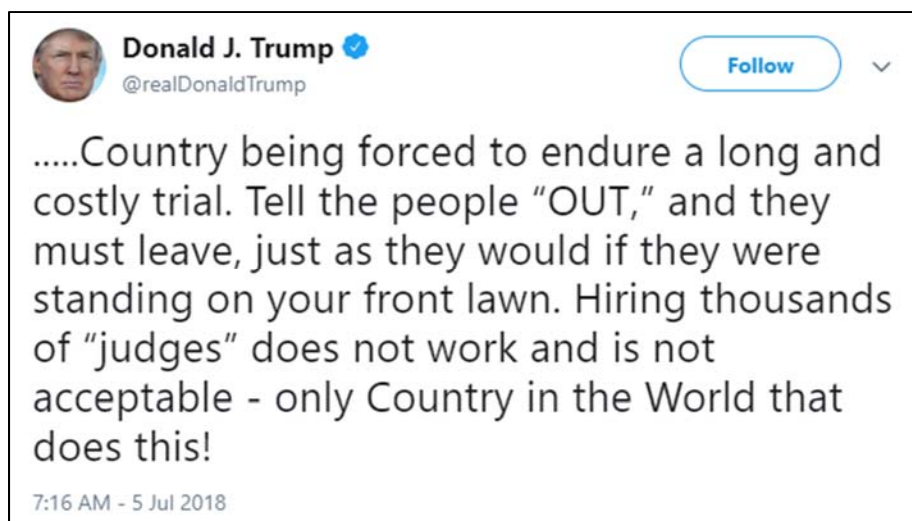 Donald J. Trump
@realDonaldTrump
Follow
.....Country being forced to endure a long and
costly trial. Tell the people “OUT,” and they
must leave, just as they would if they were
standing on your front lawn. Hiring thousands
of “judges” does not work and is not
acceptable - only Country in the World that
does this!
7:16 AM - 5 Jul 2018